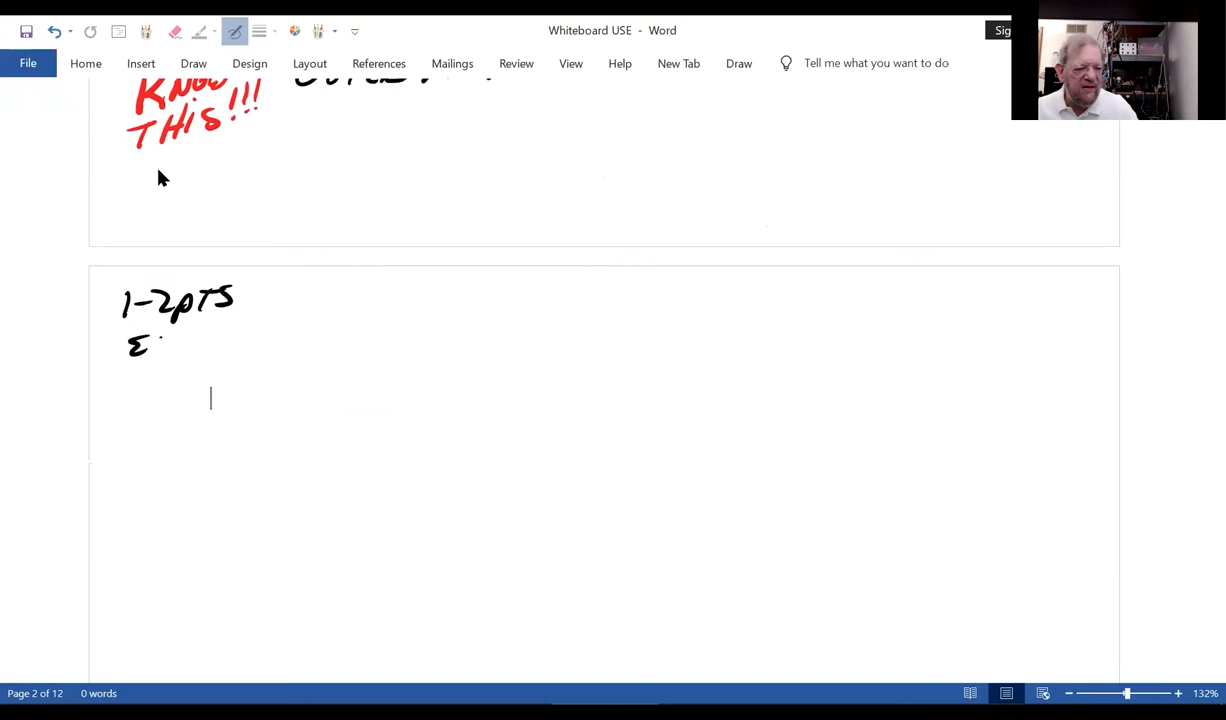 Whiteboard USE - Word
Sig
File Home Insert Draw Design Layout References Mailings Review View Help New Tab Draw Tell me what you want to do
KNOW
THIS!!!
1-2pTS
Σ
Page 2 of 12 0 words
132%